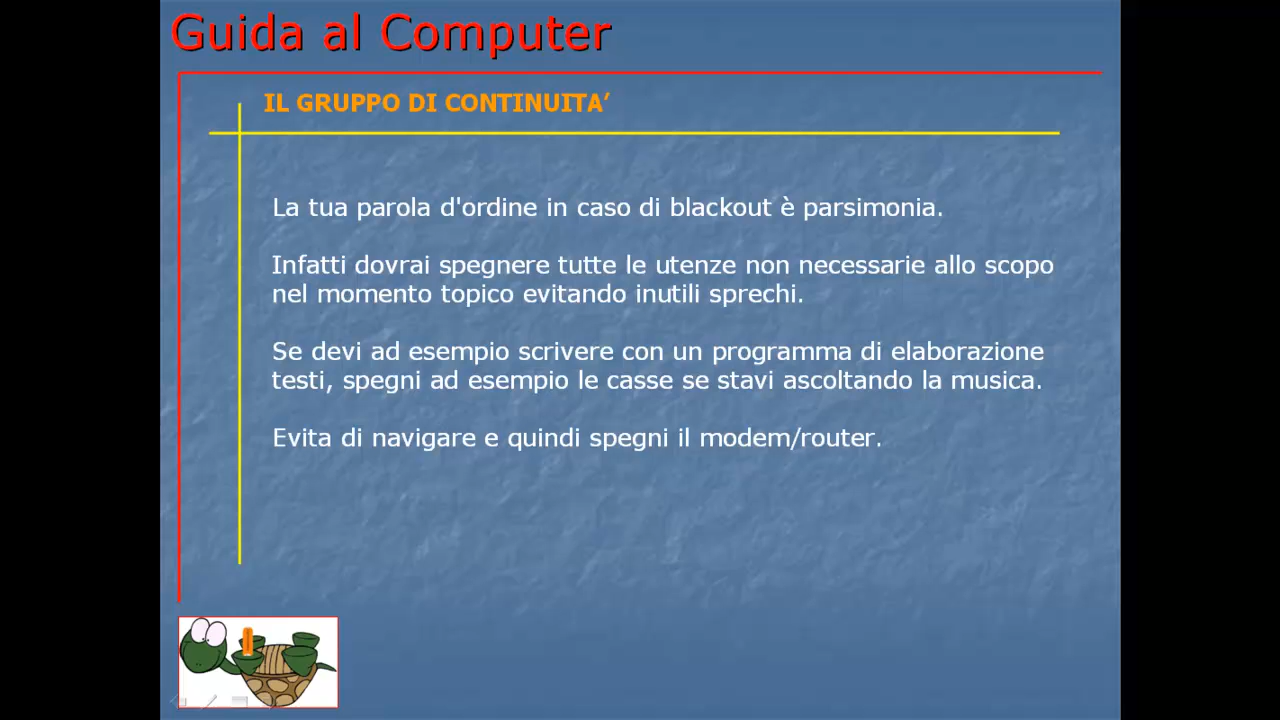 Guida al Computer
IL GRUPPO DI CONTINUITA’
La tua parola d'ordine in caso di blackout è parsimonia.
Infatti dovrai spegnere tutte le utenze non necessarie allo scopo
nel momento topico evitando inutili sprechi.
Se devi ad esempio scrivere con un programma di elaborazione
testi, spegni ad esempio le casse se stavi ascoltando la musica.
Evita di navigare e quindi spegni il modem/router.